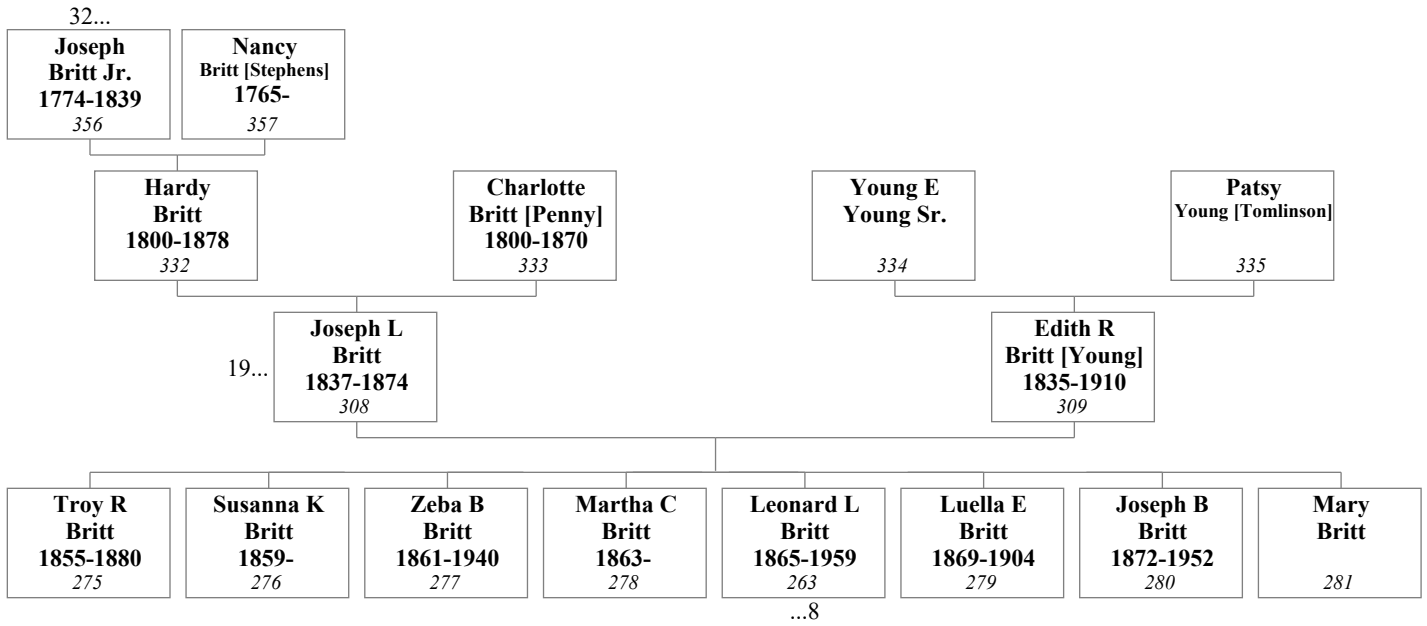 32...
Joseph
Britt Jr.
1774-1839
356
Nancy
Britt [Stephens]
1765-
357
Hardy
Britt
1800-1878
332
Charlotte
Britt [Penny]
1800-1870
333
Young E
Young Sr.
334
Patsy
Young [Tomlinson]
335
19...
Joseph L
Britt
1837-1874
308
Edith R
Britt [Young]
1835-1910
309
Troy R
Britt
1855-1880
275
Susanna K
Britt
1859-
276
Zeba B
Britt
1861-1940
277
Martha C
Britt
1863-
278
Leonard L
Britt
1865-1959
263
Luella E
Britt
1869-1904
279
Joseph B
Britt
1872-1952
280
Mary
Britt
281
...8